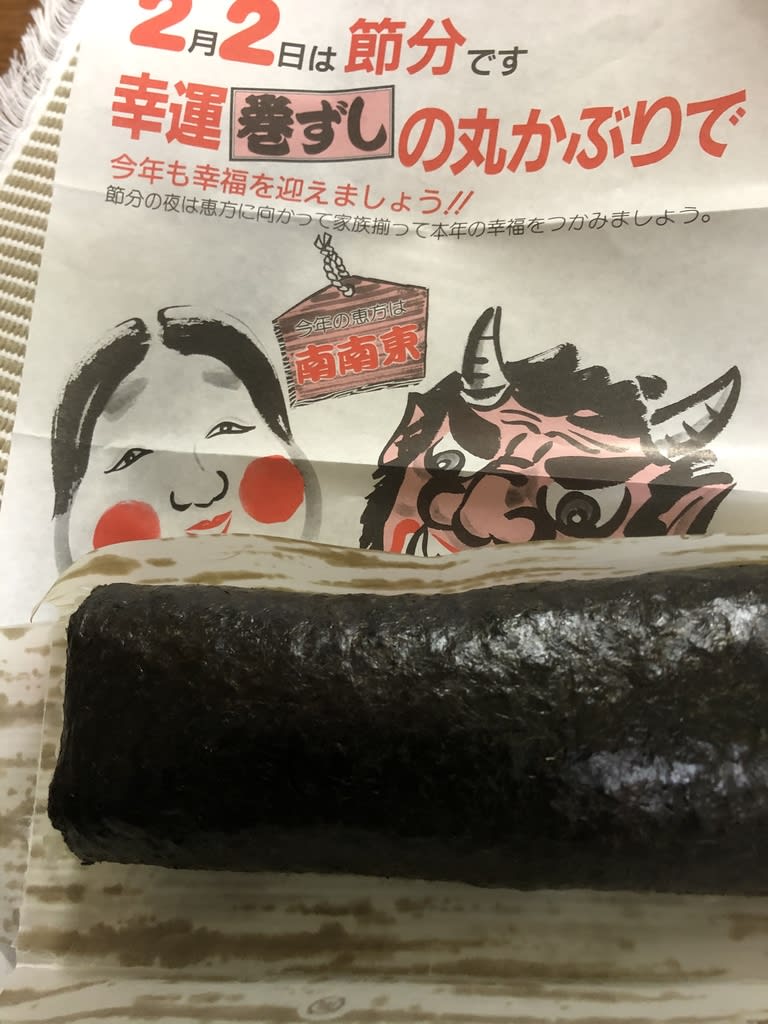 2月2日は節分です
幸運巻ずしの丸かぶりで
今年も幸福を迎えましょう!!
節分の夜は恵方に向かって家族揃って本年の幸福をつかみましょう。
今年の恵方は
南南東